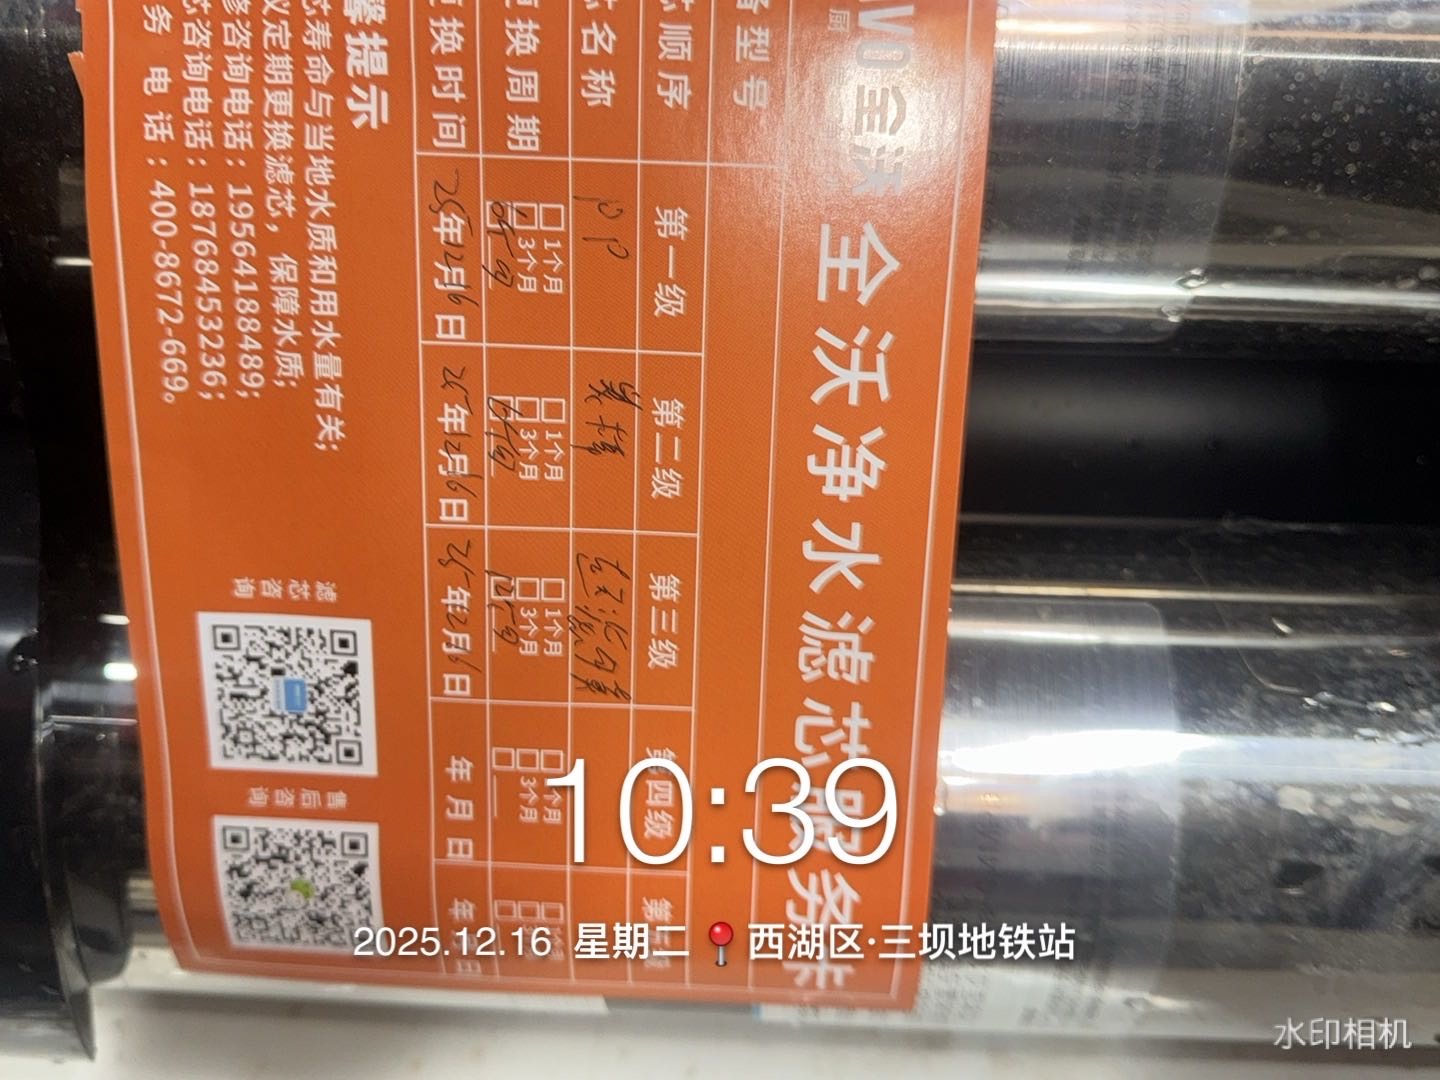 全沃
全沃净水滤芯服务卡
型号
顺序 第一级 第二级 第三级 第四级
名称 PP
换周期 1个月 1个月 1个月 1个月
3个月 3个月 3个月 3个月
换时间 25年12月16日 25年12月16日 25年12月16日 年月日 年
提示
芯寿命与当地水质和用水量有关；
议定期更换滤芯，保障水质；
咨询电话：19564188489；
芯咨询电话：18768453236；
务电话：400-8672-669。
滤芯咨询
售后咨询
10:39
2025.12.16 星期二 西湖区·三坝地铁站
水印相机